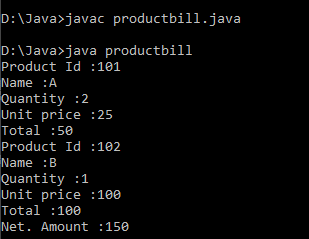 D:\Java>javac productbill.java
D:\Java>java productbill
Product Id :101
Name :A
Quantity :2
Unit price :25
Total :50
Product Id :102
Name :B
Quantity :1
Unit price :100
Total :100
Net. Amount :150